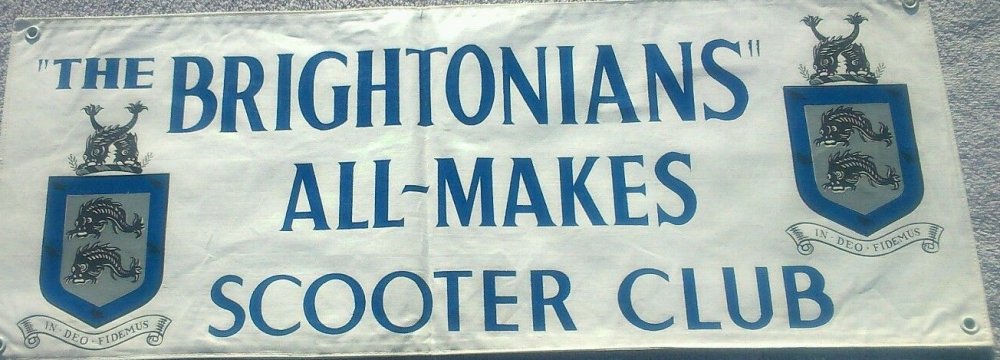 "THE BRIGHTONIANS"
ALL-MAKES
SCOOTER CLUB
IN · DEO · FIDEMUS
IN · DEO · FIDEMUS